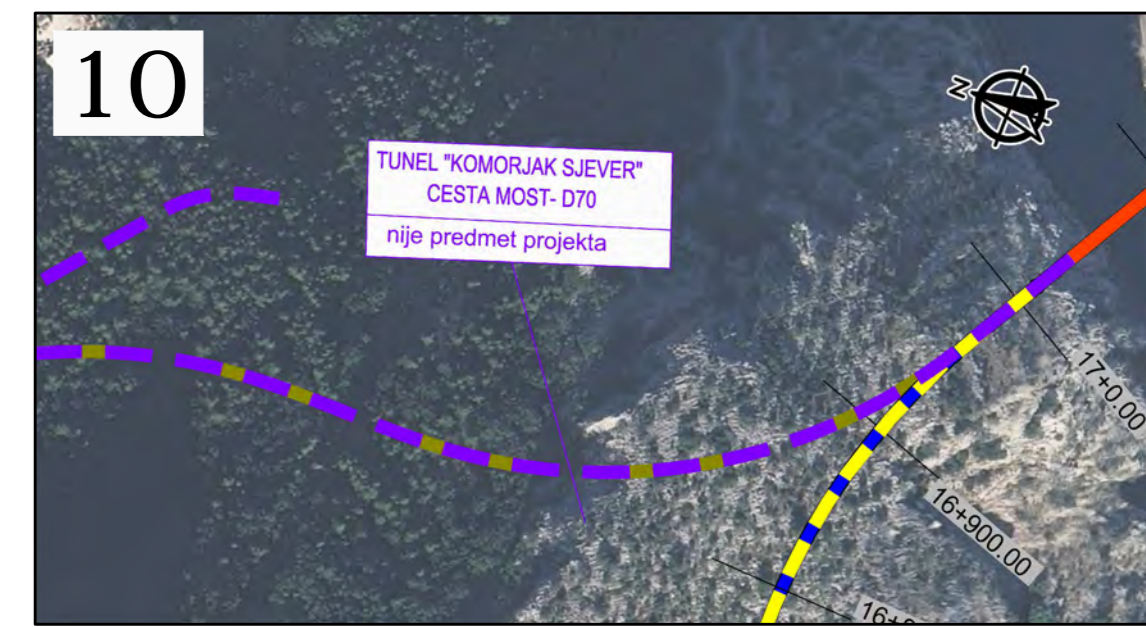 10
N
TUNEL "KOMORJAK SJEVER"
CESTA MOST- D70
nije predmet projekta
17+0.00
16+900.00